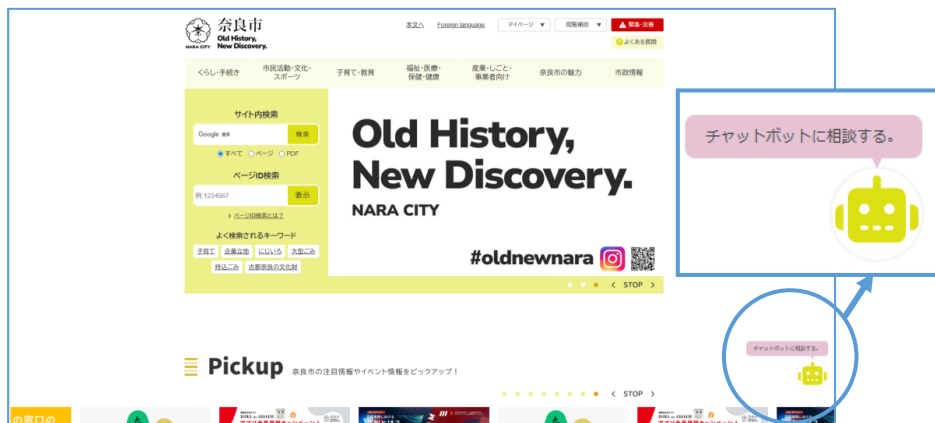 奈良市
Old History,
New Discovery.
NARA CITY
本文へ
Foreign language
マイページ ▼
閲覧補助 ▼
緊急・災害
よくある質問
くらし・手続き
市民活動・文化・
スポーツ
子育て・教育
福祉・医療・
保健・健康
産業・しごと・
事業者向け
奈良市の魅力
市政情報
サイト内検索
Google 提供
検索
すべて ページ PDF
ページID検索
例:1234567
表示
> ページID検索とは?
よく検索されるキーワード
子育て 企業立地 にじいろ 大型ごみ
持込ごみ 古都奈良の文化財
Old History,
New Discovery.
NARA CITY
#oldnewnara
< STOP >
チャットボットに相談する。
Pickup
奈良市の注目情報やイベント情報をピックアップ!
チャットボットに相談する。
< STOP >
の窓口の